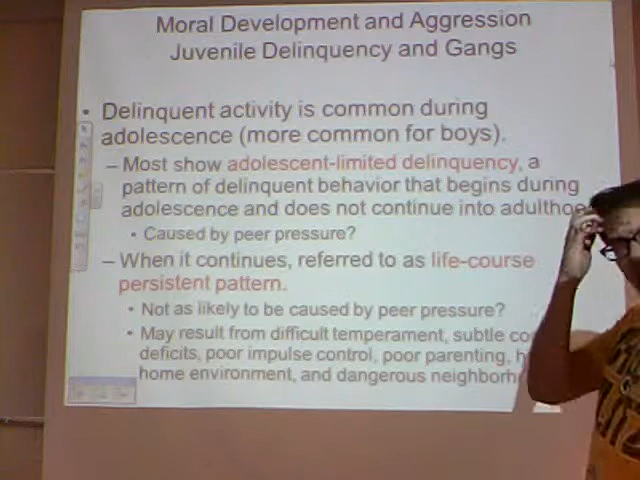 Moral Development and Aggression
Juvenile Delinquency and Gangs
• Delinquent activity is common during
adolescence (more common for boys).
– Most show adolescent-limited delinquency, a
pattern of delinquent behavior that begins during
adolescence and does not continue into adulthoo
• Caused by peer pressure?
– When it continues, referred to as life-course
persistent pattern.
• Not as likely to be caused by peer pressure?
• May result from difficult temperament, subtle co
deficits, poor impulse control, poor parenting, h
home environment, and dangerous neighborh